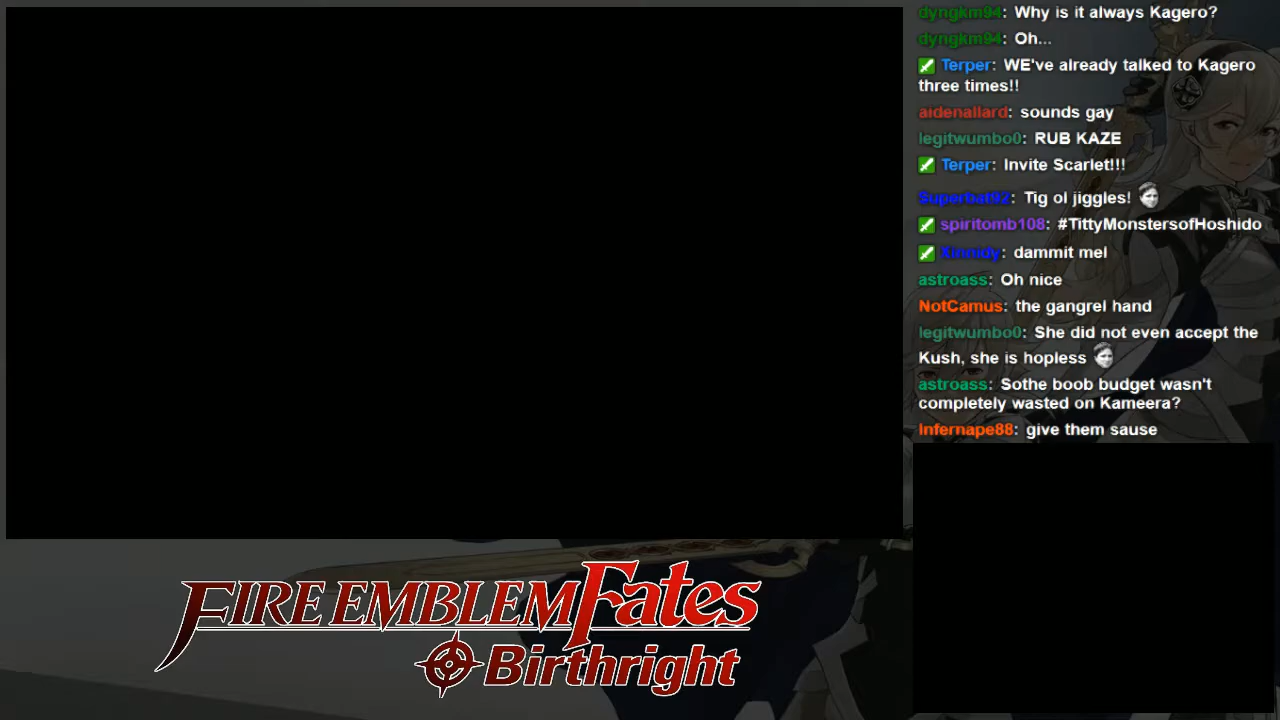 dyngkm94: Why is it always Kagero?
dyngkm94: Oh...
Terper: WE've already talked to Kagero
three times!!
aidenallard: sounds gay
legitwumbo0: RUB KAZE
Terper: Invite Scarlet!!!
Superbat92: Tig ol jiggles!
spiritomb108: #TittyMonstersofHoshido
Xinnidy: dammit mel
astroass: Oh nice
NotCamus: the gangrel hand
legitwumbo0: She did not even accept the
Kush, she is hopless
astroass: Sothe boob budget wasn't
completely wasted on Kameera?
Infernape88: give them sause
FIRE EMBLEM Fates
Birthright